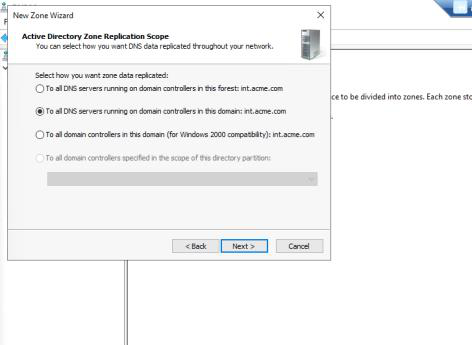 New Zone Wizard
Active Directory Zone Replication Scope
You can select how you want DNS data replicated throughout your network.
Select how you want zone data replicated:
To all DNS servers running on domain controllers in this forest: int.acme.com
To all DNS servers running on domain controllers in this domain: int.acme.com
To all domain controllers in this domain (for Windows 2000 compatibility): int.acme.com
To all domain controllers specified in the scope of this directory partition:
< Back
Next >
Cancel
ce to be divided into zones. Each zone sto